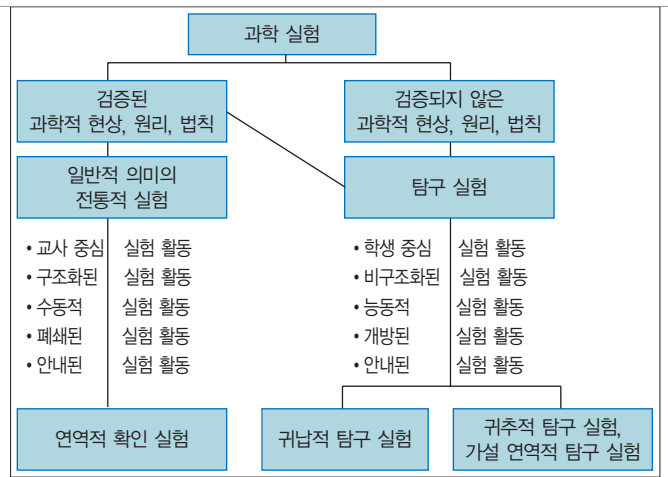 과학 실험
검증된
과학적 현상, 원리, 법칙
검증되지 않은
과학적 현상, 원리, 법칙
일반적 의미의
전통적 실험
탐구 실험
• 교사 중심 실험 활동
• 구조화된 실험 활동
• 수동적 실험 활동
• 폐쇄된 실험 활동
• 안내된 실험 활동
• 학생 중심 실험 활동
• 비구조화된 실험 활동
• 능동적 실험 활동
• 개방된 실험 활동
• 안내된 실험 활동
연역적 확인 실험
귀납적 탐구 실험
귀추적 탐구 실험,
가설 연역적 탐구 실험